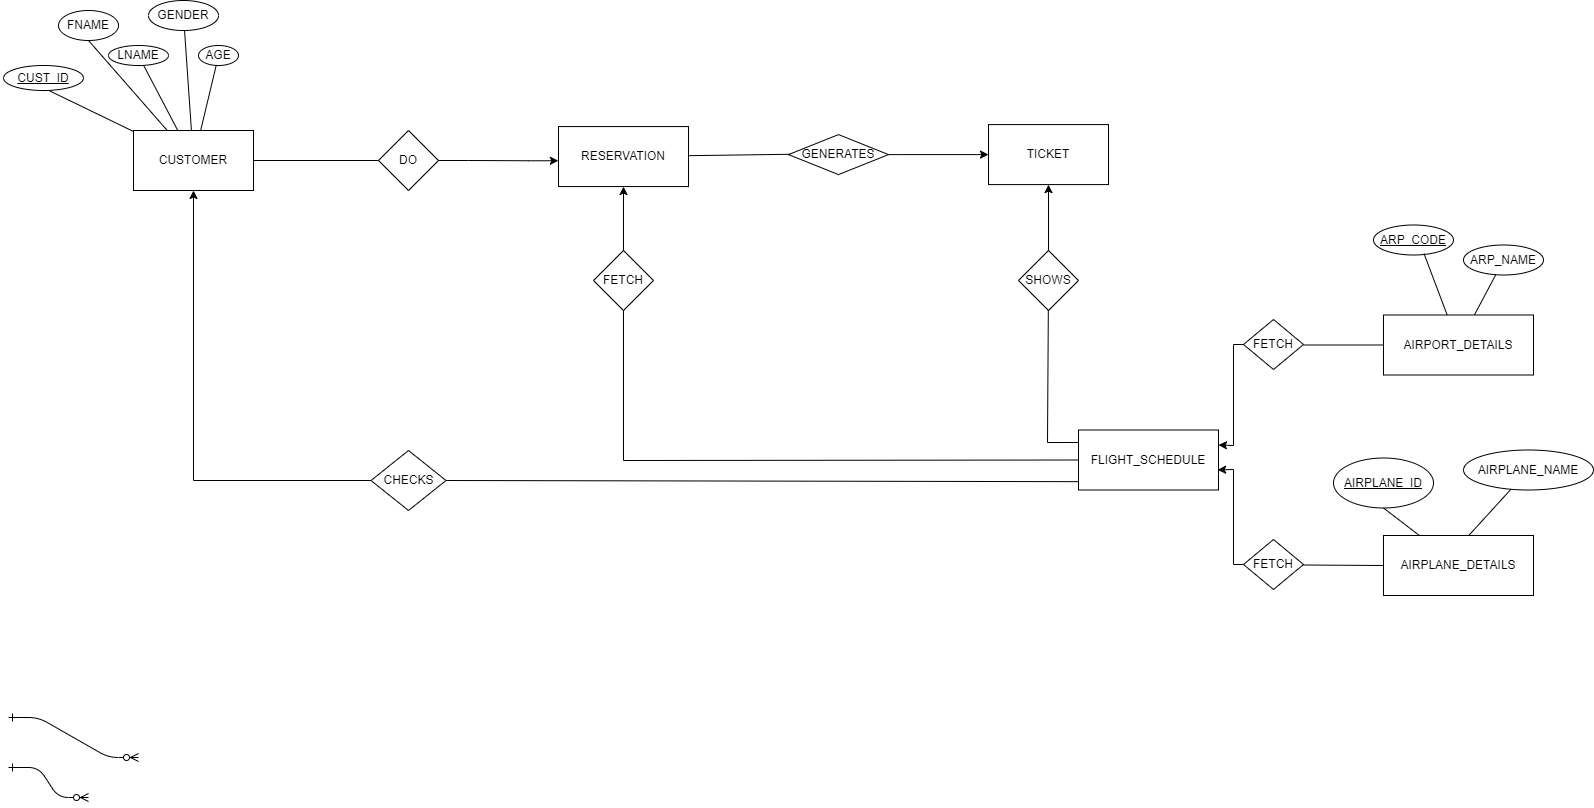 GENDER
FNAME
LNAME
AGE
CUST_ID
CUSTOMER
DO
RESERVATION
GENERATES
TICKET
FETCH
SHOWS
ARP_CODE
ARP_NAME
FETCH
AIRPORT_DETAILS
CHECKS
FLIGHT_SCHEDULE
AIRPLANE_ID
AIRPLANE_NAME
FETCH
AIRPLANE_DETAILS